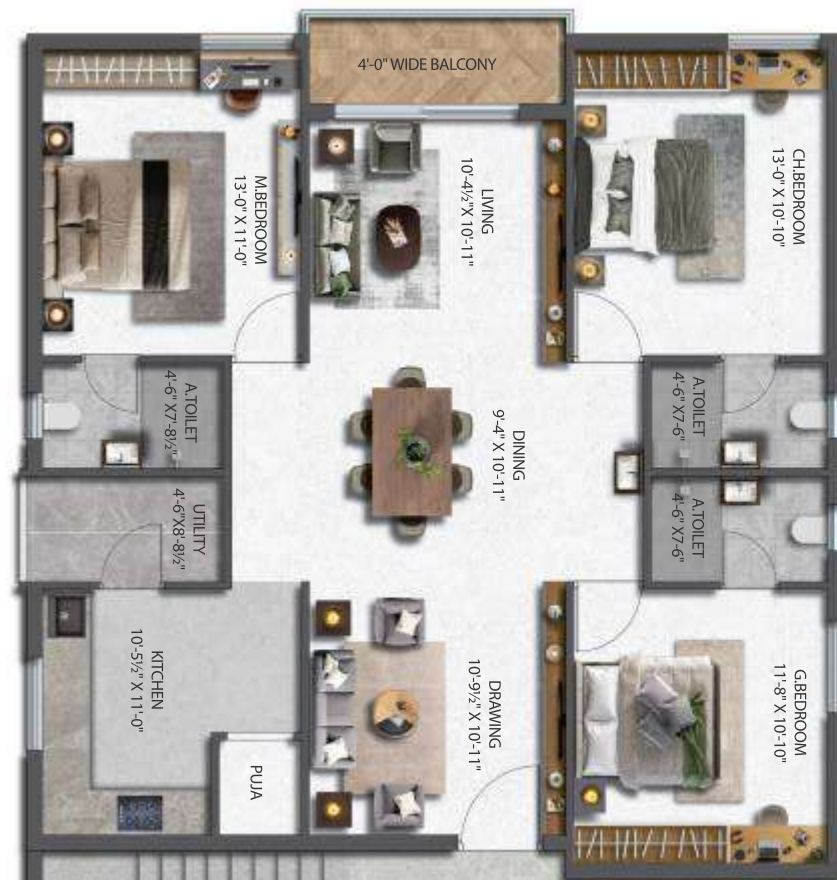 4'-0" WIDE BALCONY
M.BEDROOM
13'-0" X 11'-0"
LIVING
10'-4½"X 10'-11"
CH.BEDROOM
13'-0" X 10'-10"
A.TOILET
4'-6" X7'-8½"
DINING
9'-4" X 10'-11"
A.TOILET
4'-6" X7-6"
UTILITY
4'-6"X8'-8½"
A.TOILET
4'-6" X7-6"
KITCHEN
10'-5½" X 11'-0"
PUJA
DRAWING
10'-9½" X 10'-11"
G.BEDROOM
11'-8" X 10'-10"